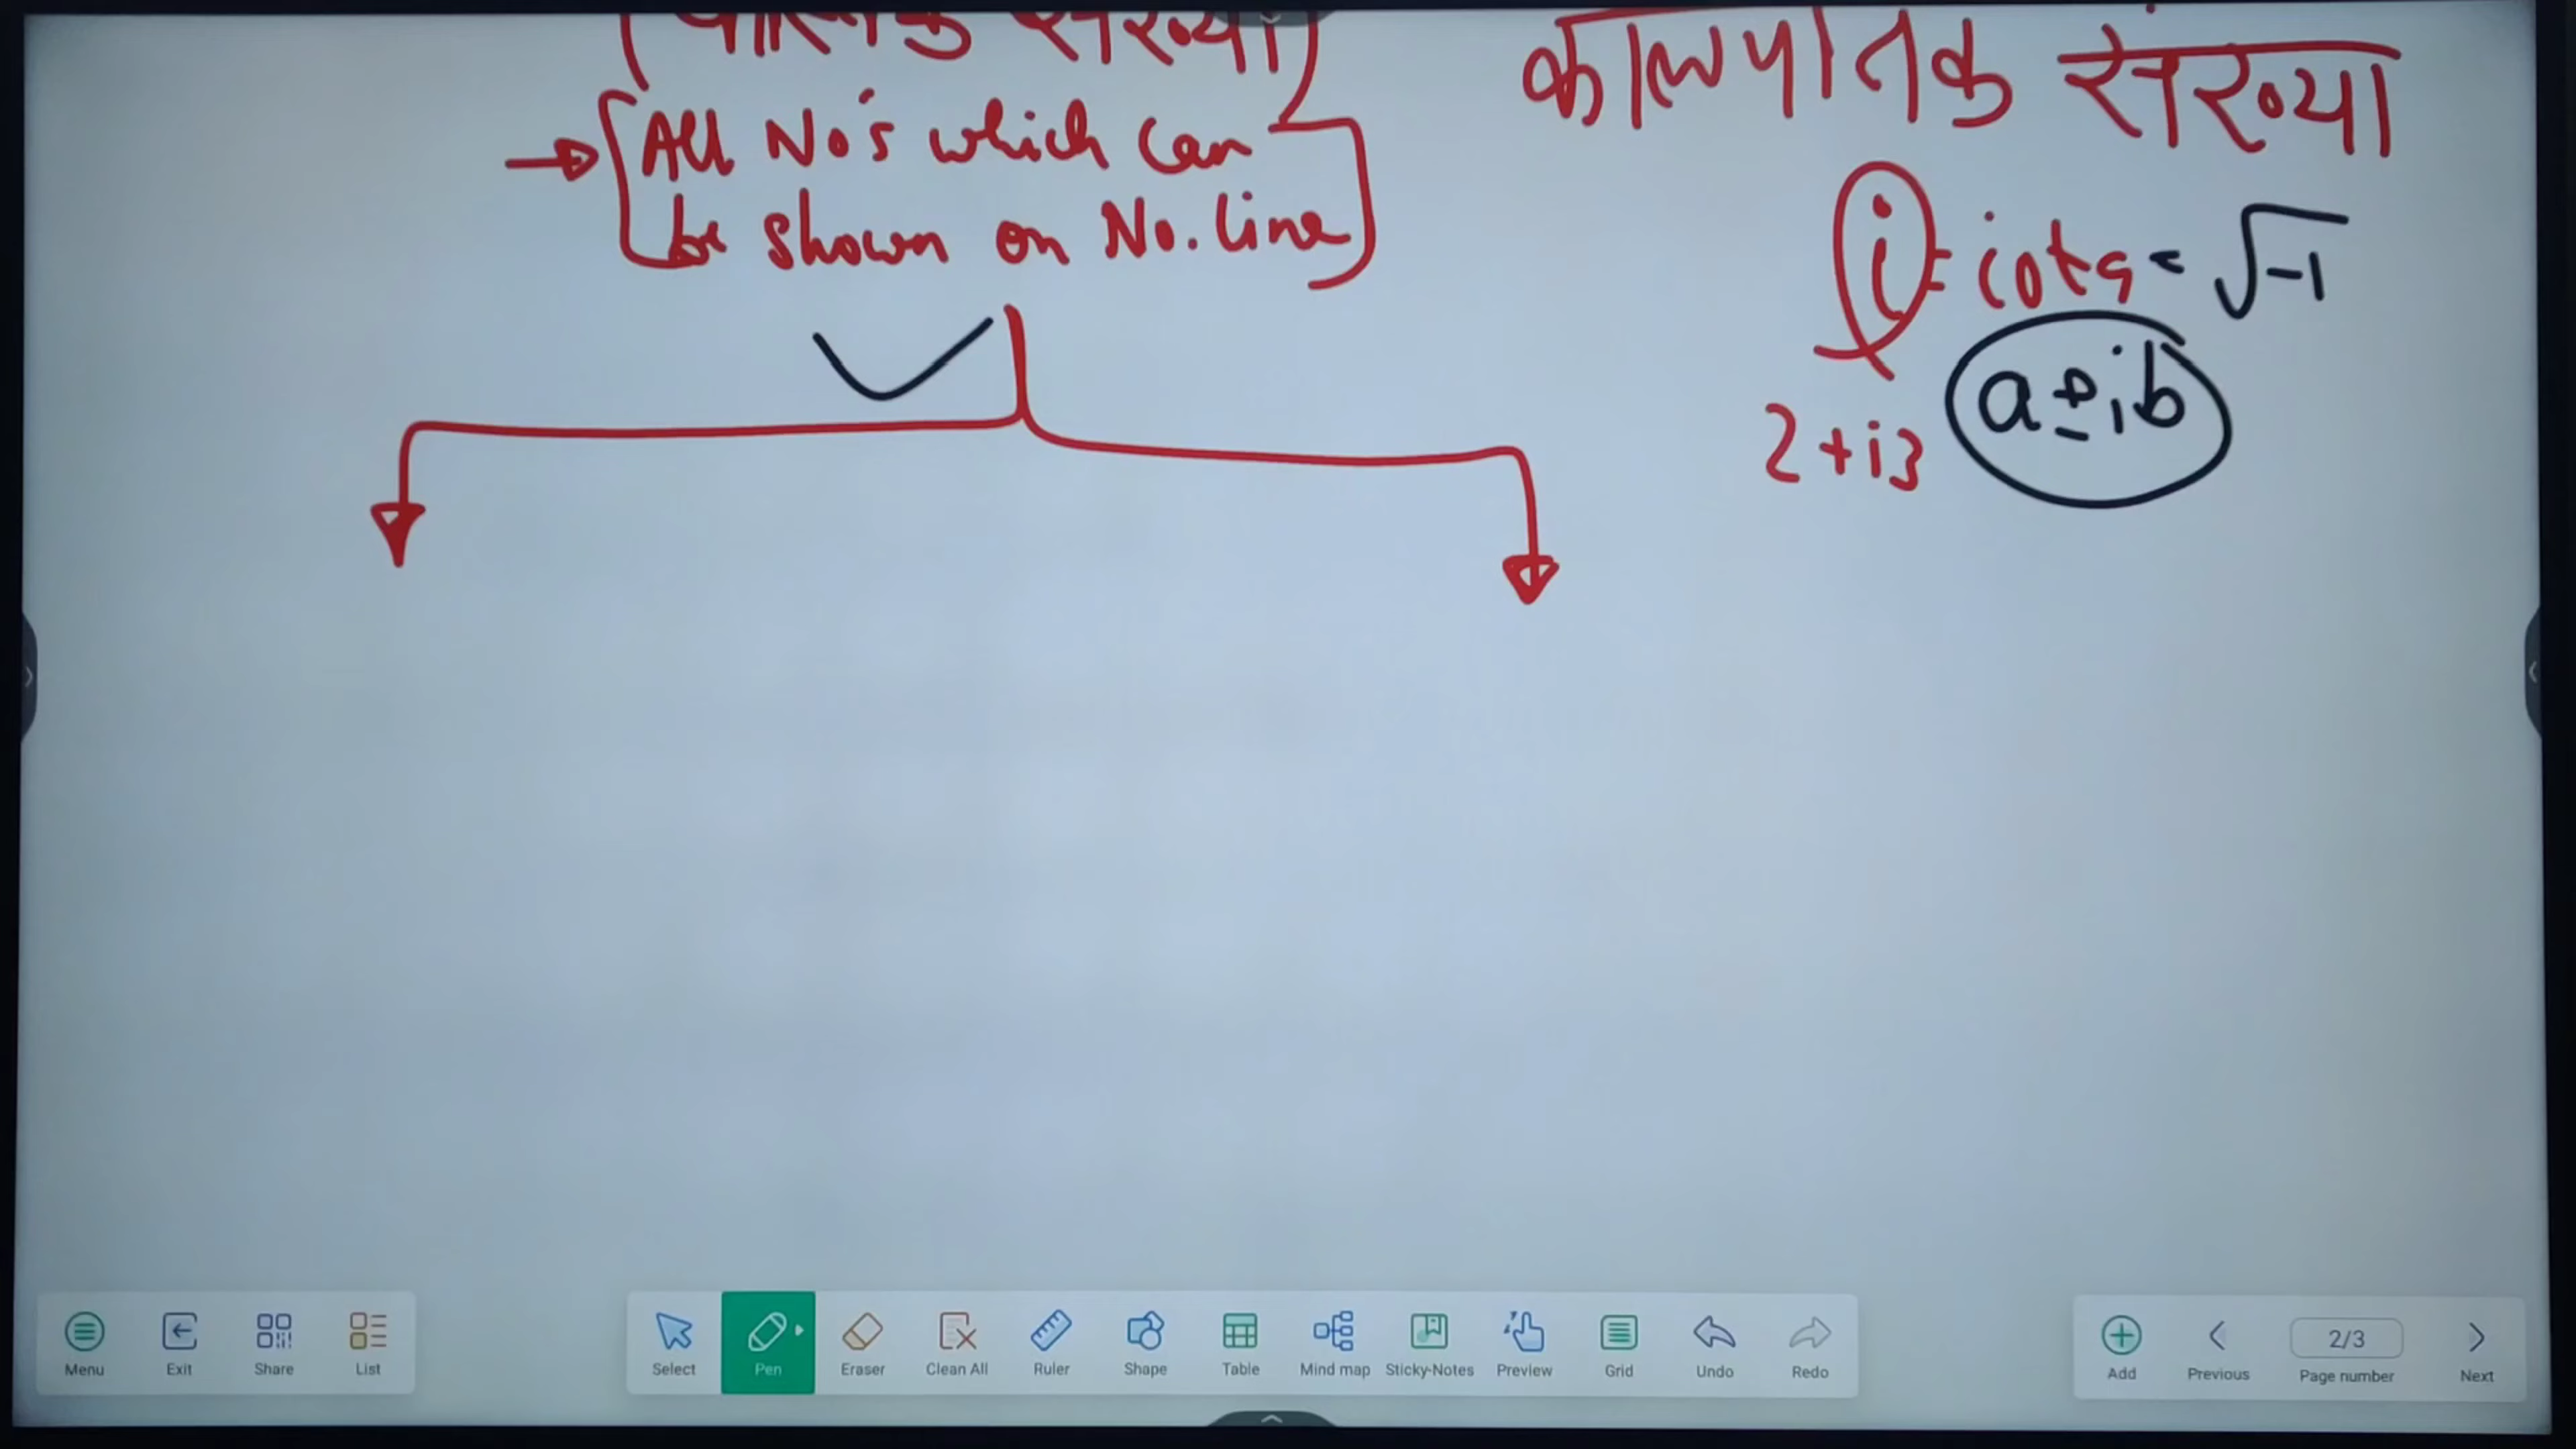 संख्या
काल्पनिक संख्या
All No's which can
be shown on No. line
i = iota = √-1
a ± ib
2 + i3
Menu Exit Share List
Select Pen Eraser Clean All Ruler Shape Table Mind map Sticky-Notes Preview Grid Undo Redo
Add Previous 2/3 Page number Next